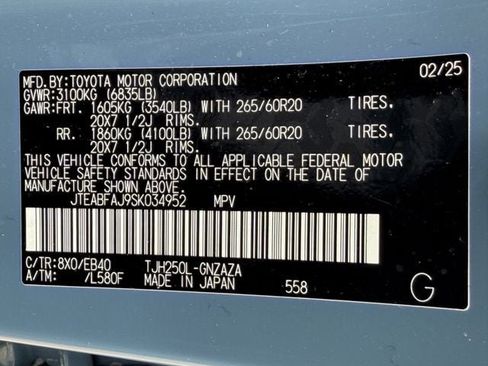 MFD.BY:TOYOTA MOTOR CORPORATION 02/25
GVWR:3100KG (6835LB)
GAWR:FRT. 1605KG (3540LB) WITH 265/60R20 TIRES.
20X7 1/2J RIMS.
RR. 1860KG (4100LB) WITH 265/60R20 TIRES.
20X7 1/2J RIMS.
THIS VEHICLE CONFORMS TO ALL APPLICABLE FEDERAL MOTOR
VEHICLE SAFETY STANDARDS IN EFFECT ON THE DATE OF
MANUFACTURE SHOWN ABOVE.
JTEABFAJ9SK034952 MPV
C/TR:8X0/EB40 TJH250L-GNZAZA
A/TM: /L580F MADE IN JAPAN 558 G